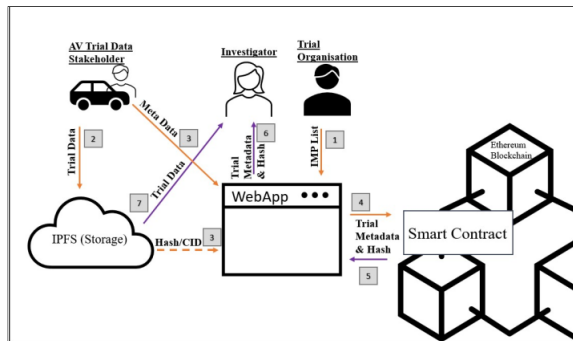 AV Trial Data
Stakeholder
Investigator
Trial
Organisation
Trial Data
2
Meta Data
3
Trial Data
7
Trial
Metadata
& Hash
6
IMP List
1
Ethereum
Blockchain
IPFS (Storage)
Hash/CID
3
WebApp
4
Trial
Metadata
& Hash
5
Smart Contract